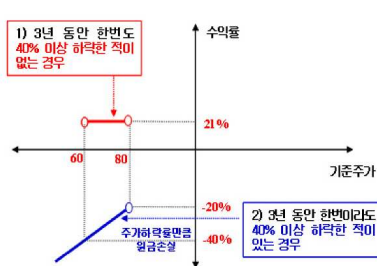 1) 3년 동안 한번도
40% 이상 하락한 적이
없는 경우
수익률
21%
60
80
기준주가
-20%
주가하락률만큼
원금손실
-40%
2) 3년 동안 한번이라도
40% 이상 하락한 적이
있는 경우